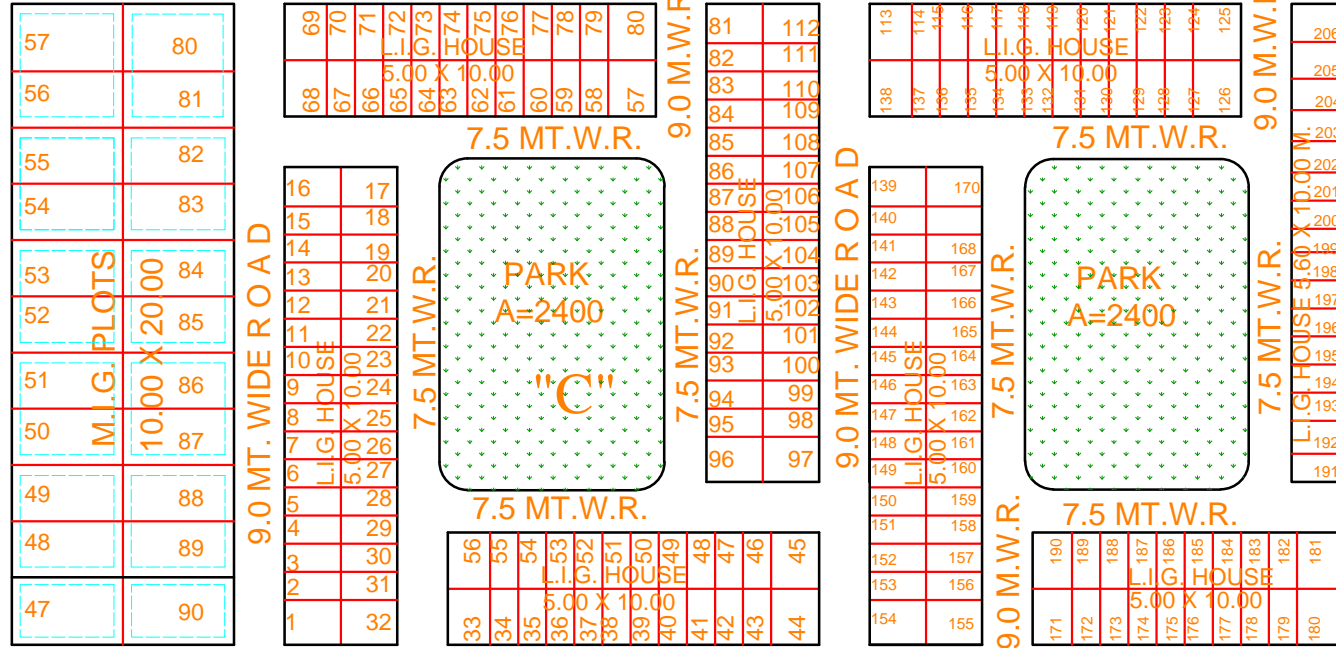 57 80
56 81
55 82
54 83
53 84
52 85
51 86
50 87
49 88
48 89
47 90
M.I.G. PLOTS
10.00 X 20.00
9.0 MT. WIDE R O A D
69 70 71 72 73 74 75 76 77 78 79 80
L.I.G. HOUSE
5.00 X 10.00
68 67 66 65 64 63 62 61 60 59 58 57
16 17
15 18
14 19
13 20
12 21
11 22
10 23
9 24
8 25
7 26
6 27
5 28
4 29
3 30
2 31
1 32
L.I.G. HOUSE
5.00 X 10.00
7.5 MT.W.R.
7.5 MT.W.R.
PARK
A=2400
"C"
7.5 MT.W.R.
7.5 MT.W.R.
56 55 54 53 52 51 50 49 48 47 46 45
L.I.G. HOUSE
5.00 X 10.00
33 34 35 36 37 38 39 40 41 42 43 44
9.0 M.W.R
81 112
82 111
83 110
84 109
85 108
86 107
87 106
88 105
89 104
90 103
91 102
92 101
93 100
94 99
95 98
96 97
L.I.G. HOUSE
5.00 X 10.00
9.0 MT. WIDE R O A D
113 114 115 116 117 118 119 120 121 122 123 124 125
L.I.G. HOUSE
5.00 X 10.00
138 137 136 135 134 133 132 131 130 129 128 127 126
139 170
140
141 168
142 167
143 166
144 165
145 164
146 163
147 162
148 161
149 160
150 159
151 158
152 157
153 156
154 155
L.I.G. HOUSE
5.00 X 10.00
7.5 MT.W.R.
9.0 M.W.R.
7.5 MT.W.R.
PARK
A=2400
7.5 MT.W.R.
7.5 MT.W.R.
190 189 188 187 186 185 184 183 182 181
L.I.G. HOUSE
5.00 X 10.00
171 172 173 174 175 176 177 178 179 180
9.0 M.W.
206
205
204
203
202
201
200
199
198
197
196
195
194
193
192
191
L.I.G. HOUSE 5.60 X 10.00 M.